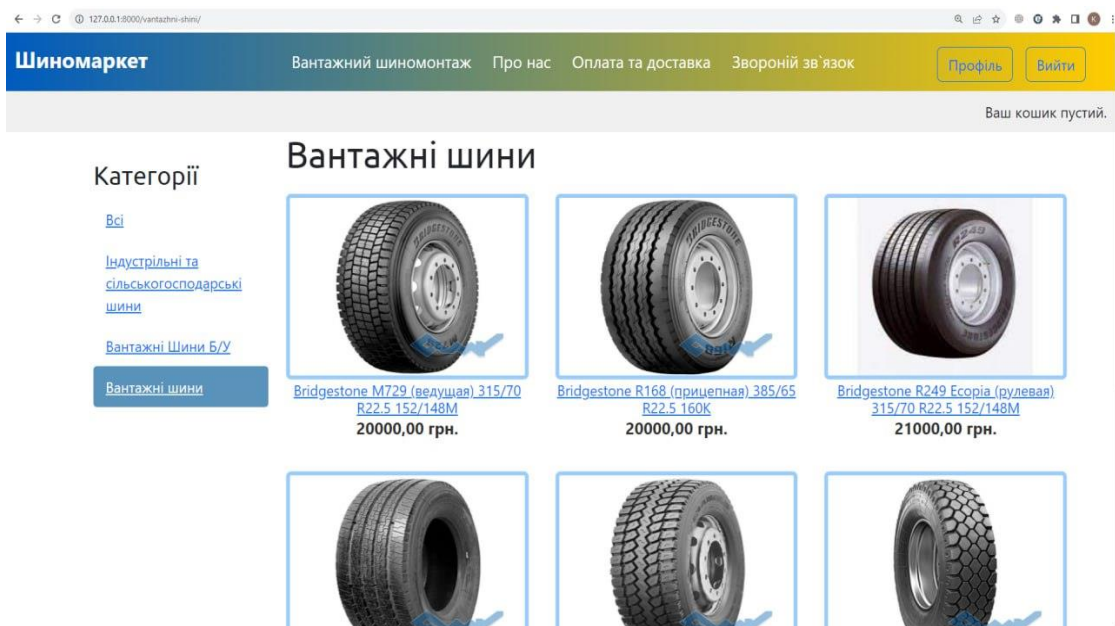 127.0.0.1:8000/vantazhni-shini/
Шиномаркет
Вантажний шиномонтаж Про нас Оплата та доставка Звороній зв`язок Профіль Вийти
Ваш кошик пустий.
Категорії
Всі
Індустрільні та
сільськогосподарські
шини
Вантажні Шини Б/У
Вантажні шини
Вантажні шини
Bridgestone M729 (ведущая) 315/70
R22.5 152/148M
20000,00 грн.
Bridgestone R168 (прицепная) 385/65
R22.5 160K
20000,00 грн.
Bridgestone R249 Ecopia (рулевая)
315/70 R22.5 152/148M
21000,00 грн.